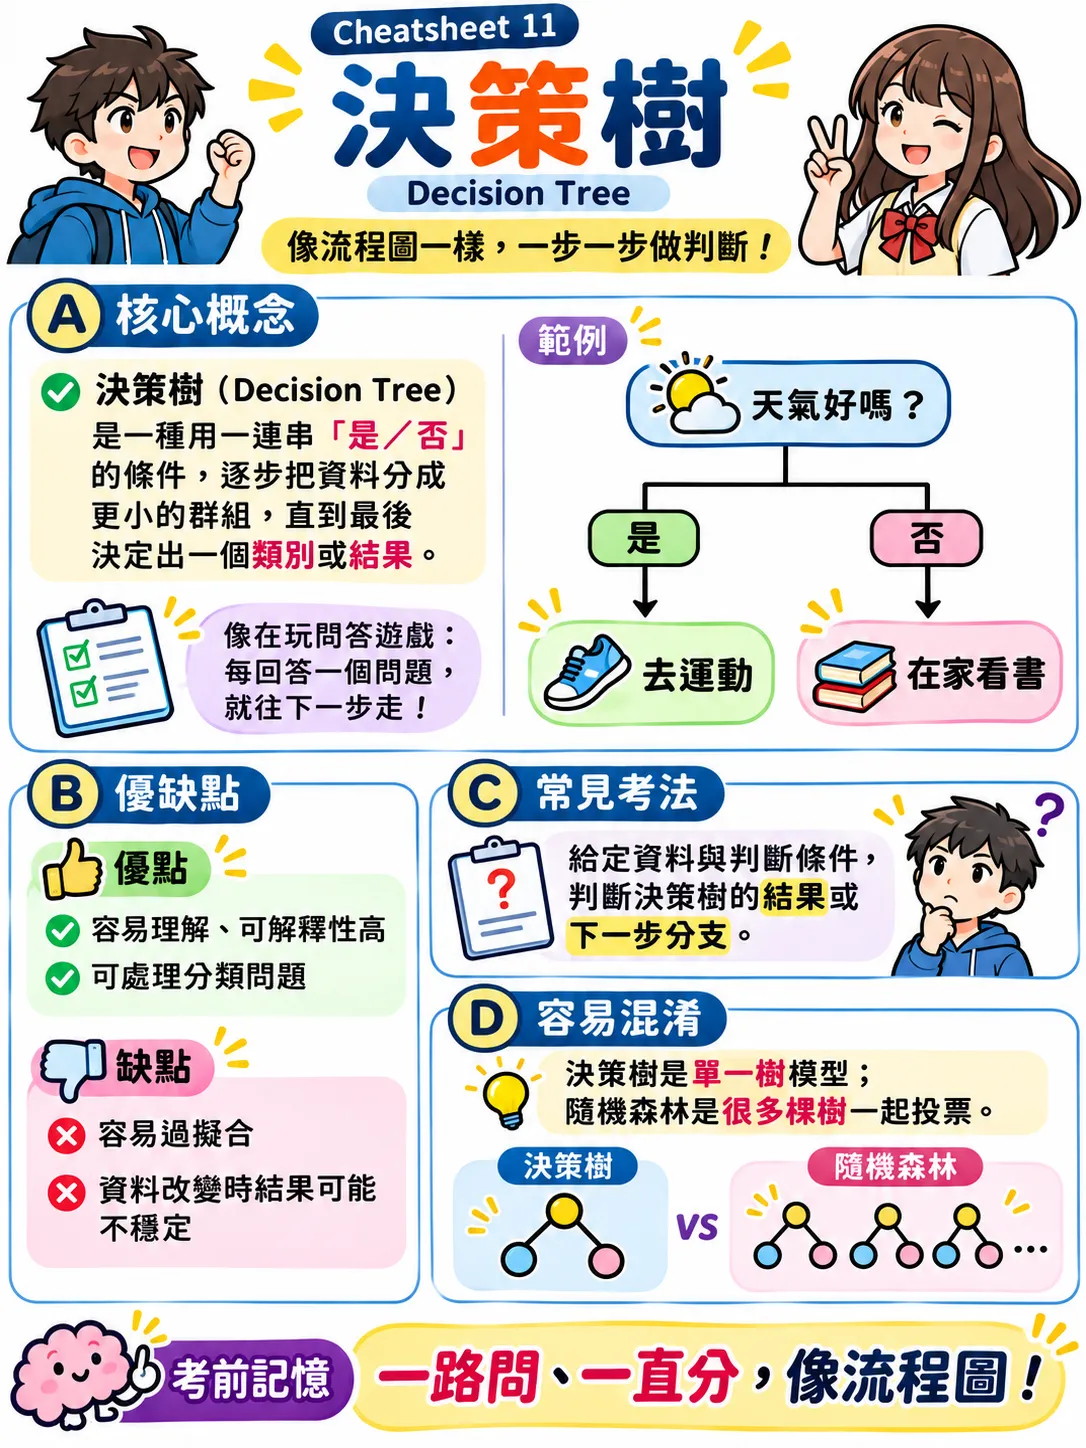 Cheatsheet 11
決策樹
Decision Tree
像流程圖一樣，一步一步做判斷！
A 核心概念
決策樹（Decision Tree）
是一種用一連串「是／否」
的條件，逐步把資料分成
更小的群組，直到最後
決定出一個類別或結果。
像在玩問答遊戲：
每回答一個問題，
就往下一步走！
範例
天氣好嗎？
是
否
去運動
在家看書
B 優缺點
優點
容易理解、可解釋性高
可處理分類問題
缺點
容易過擬合
資料改變時結果可能
不穩定
C 常見考法
?
給定資料與判斷條件，
判斷決策樹的結果或
下一步分支。
?
D 容易混淆
決策樹是單一樹模型；
隨機森林是很多棵樹一起投票。
決策樹
VS
隨機森林
...
考前記憶
一路問、一直分，像流程圖！